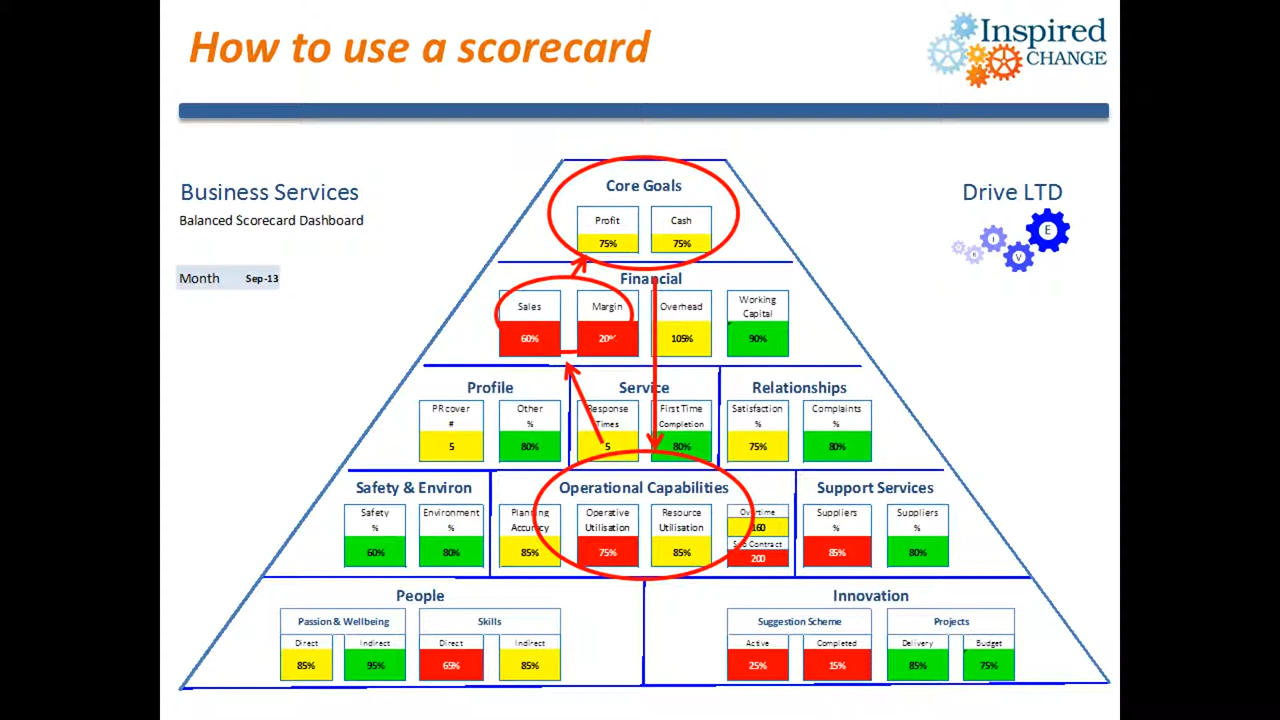 How to use a scorecard
Inspired
CHANGE
Business Services
Balanced Scorecard Dashboard
Month Sep-13
Drive LTD
R I V E
Core Goals
Profit Cash
75% 75%
Financial
Sales Margin Overhead Working
Capital
60% 20% 105% 90%
Profile Service Relationships
PR cover Other Response First Time Satisfaction Complaints
# % Times Completion % %
5 80% 5 80% 75% 80%
Safety & Environ Operational Capabilities Support Services
Safety Environment Planning Operative Resource Overtime Suppliers Suppliers
% % Accuracy Utilisation Utilisation 160 % %
Sub Contract
60% 80% 85% 75% 85% 200 85% 80%
People Innovation
Passion & Wellbeing Skills Suggestion Scheme Projects
Direct Indirect Direct Indirect Active Completed Delivery Budget
85% 95% 65% 85% 25% 15% 85% 75%